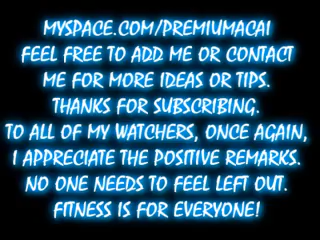 MYSPACE.COM/PREMIUMACAI
FEEL FREE TO ADD ME OR CONTACT
ME FOR MORE IDEAS OR TIPS.
THANKS FOR SUBSCRIBING.
TO ALL OF MY WATCHERS, ONCE AGAIN,
I APPRECIATE THE POSITIVE REMARKS.
NO ONE NEEDS TO FEEL LEFT OUT.
FITNESS IS FOR EVERYONE!